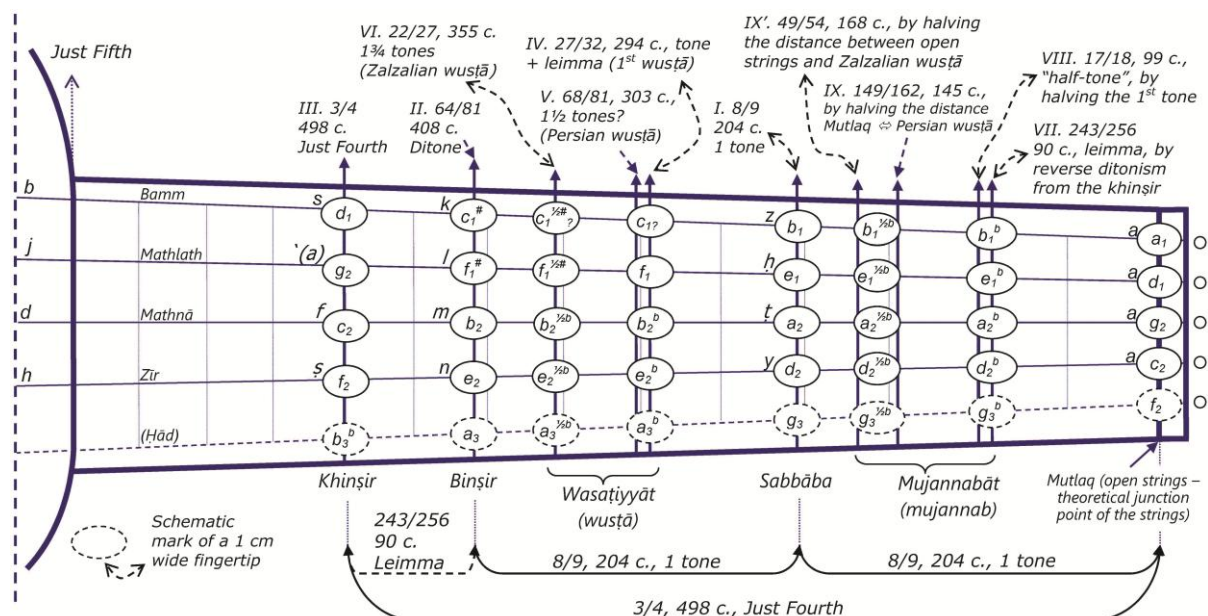 Just Fifth
VI. 22/27, 355 c.
1¾ tones
(Zalzalian wusṭā)
III. 3/4
498 c.
Just Fourth
II. 64/81
408 c.
Ditone
IV. 27/32, 294 c., tone
+ leimma (1st wusṭā)
V. 68/81, 303 c.,
1½ tones?
(Persian wusṭā)
I. 8/9
204 c.
1 tone
IX'. 49/54, 168 c., by halving
the distance between open
strings and Zalzalian wusṭā
IX. 149/162, 145 c.,
by halving the distance
Mutlaq ⇔ Persian wusṭā
VIII. 17/18, 99 c.,
"half-tone", by
halving the 1st tone
VII. 243/256
90 c., leimma, by
reverse ditonism
from the khinṣir
b Bamm s d1 k c1# c1½#? c1? z b1 b1½b b1b a a1
j Mathlath `(a) g2 l f1# f1½# f1 ḥ e1 e1½b e1b a d1
d Mathnā f c2 m b2 b2½b b2b ṭ a2 a2½b a2b a g2
h Zīr ṣ f2 n e2 e2½b e2b y d2 d2½b d2b a c2
(Ḥād) b3b a3 a3½b a3b g3 g3½b g3b f2
Khinṣir
Binṣir
Wasaṭiyyāt
(wusṭā)
Sabbāba
Mujannabāt
(mujannab)
Mutlaq (open strings –
theoretical junction
point of the strings)
Schematic
mark of a 1 cm
wide fingertip
243/256
90 c.
Leimma
8/9, 204 c., 1 tone
8/9, 204 c., 1 tone
3/4, 498 c., Just Fourth